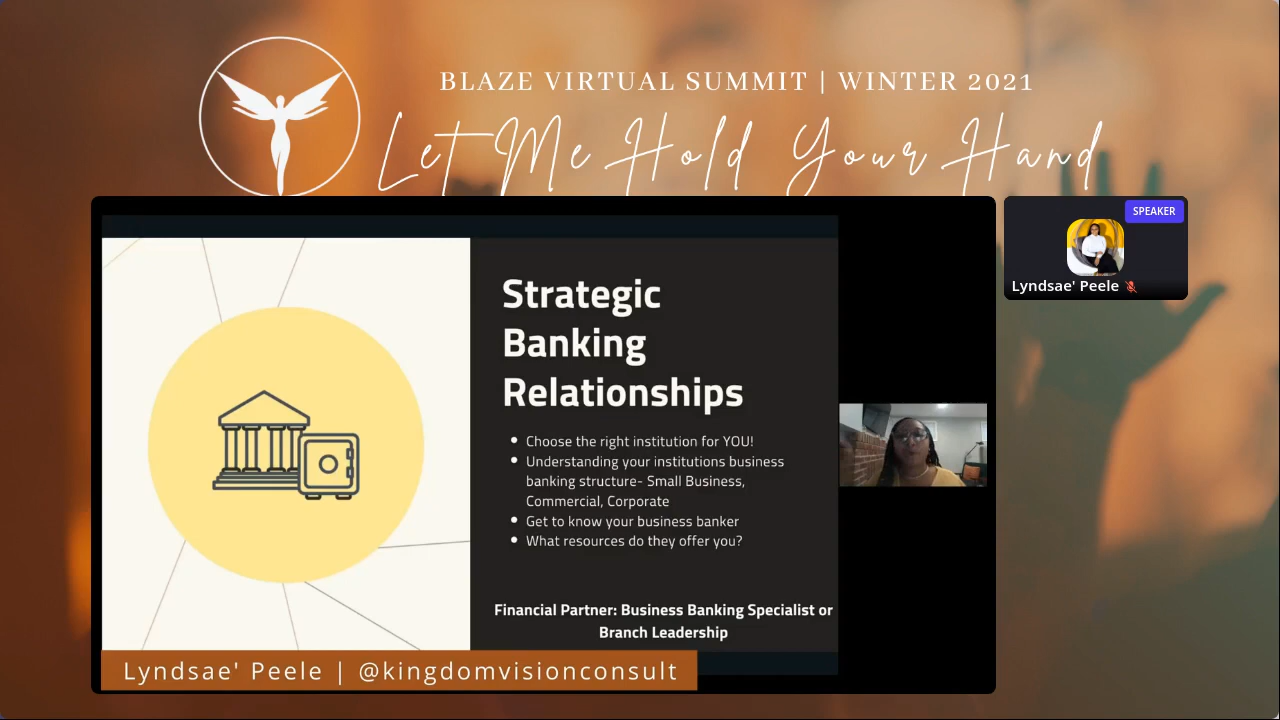 BLAZE VIRTUAL SUMMIT | WINTER 2021
Let Me Hold Your Hand
SPEAKER
Lyndsae' Peele
Strategic
Banking
Relationships
• Choose the right institution for YOU!
• Understanding your institutions business
banking structure- Small Business,
Commercial, Corporate
• Get to know your business banker
• What resources do they offer you?
Financial Partner: Business Banking Specialist or
Branch Leadership
Lyndsae' Peele | @kingdomvisionconsult